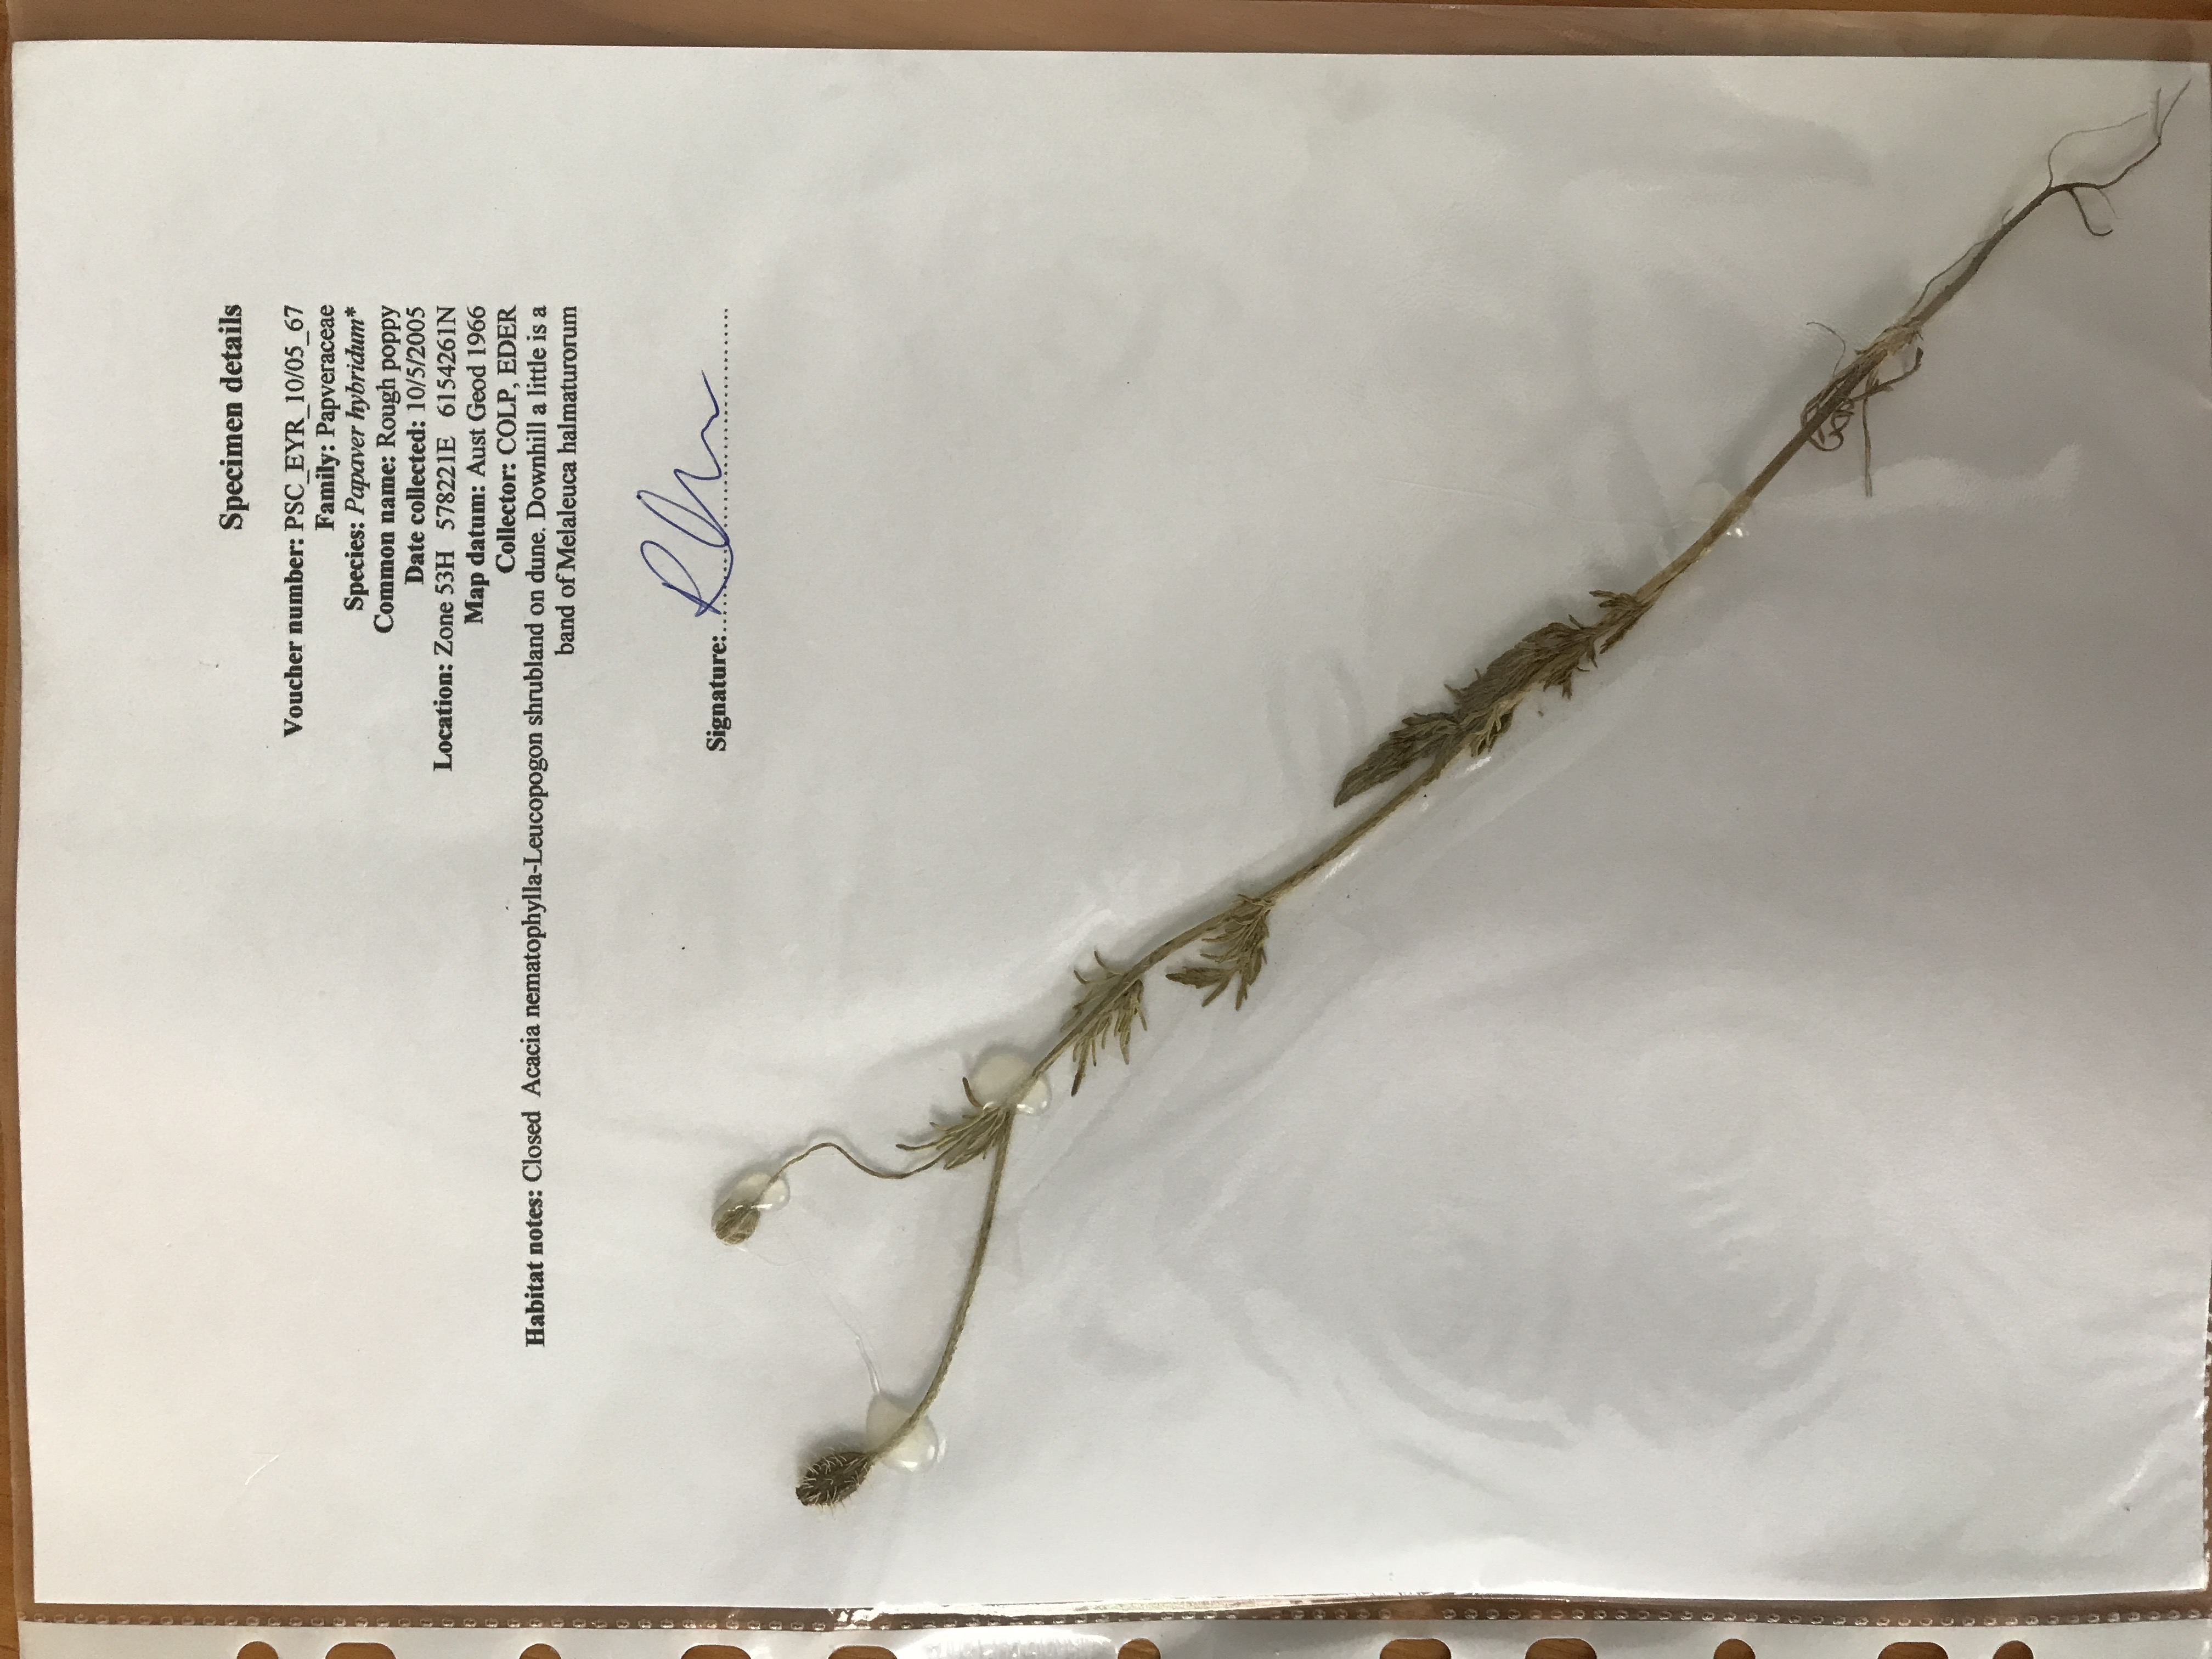 Specimen details
Voucher number: PSC_EYR_10/05_67
Family: Papveraceae
Species: Papaver hybridum*
Common name: Rough poppy
Date collected: 10/5/2005
Location: Zone 53H 578221E 6154261N
Map datum: Aust Geod 1966
Collector: COLP, EDER
Habitat notes: Closed Acacia nematophylla-Leucopogon shrubland on dune. Downhill a little is a
band of Melaleuca halmaturorum
Signature: